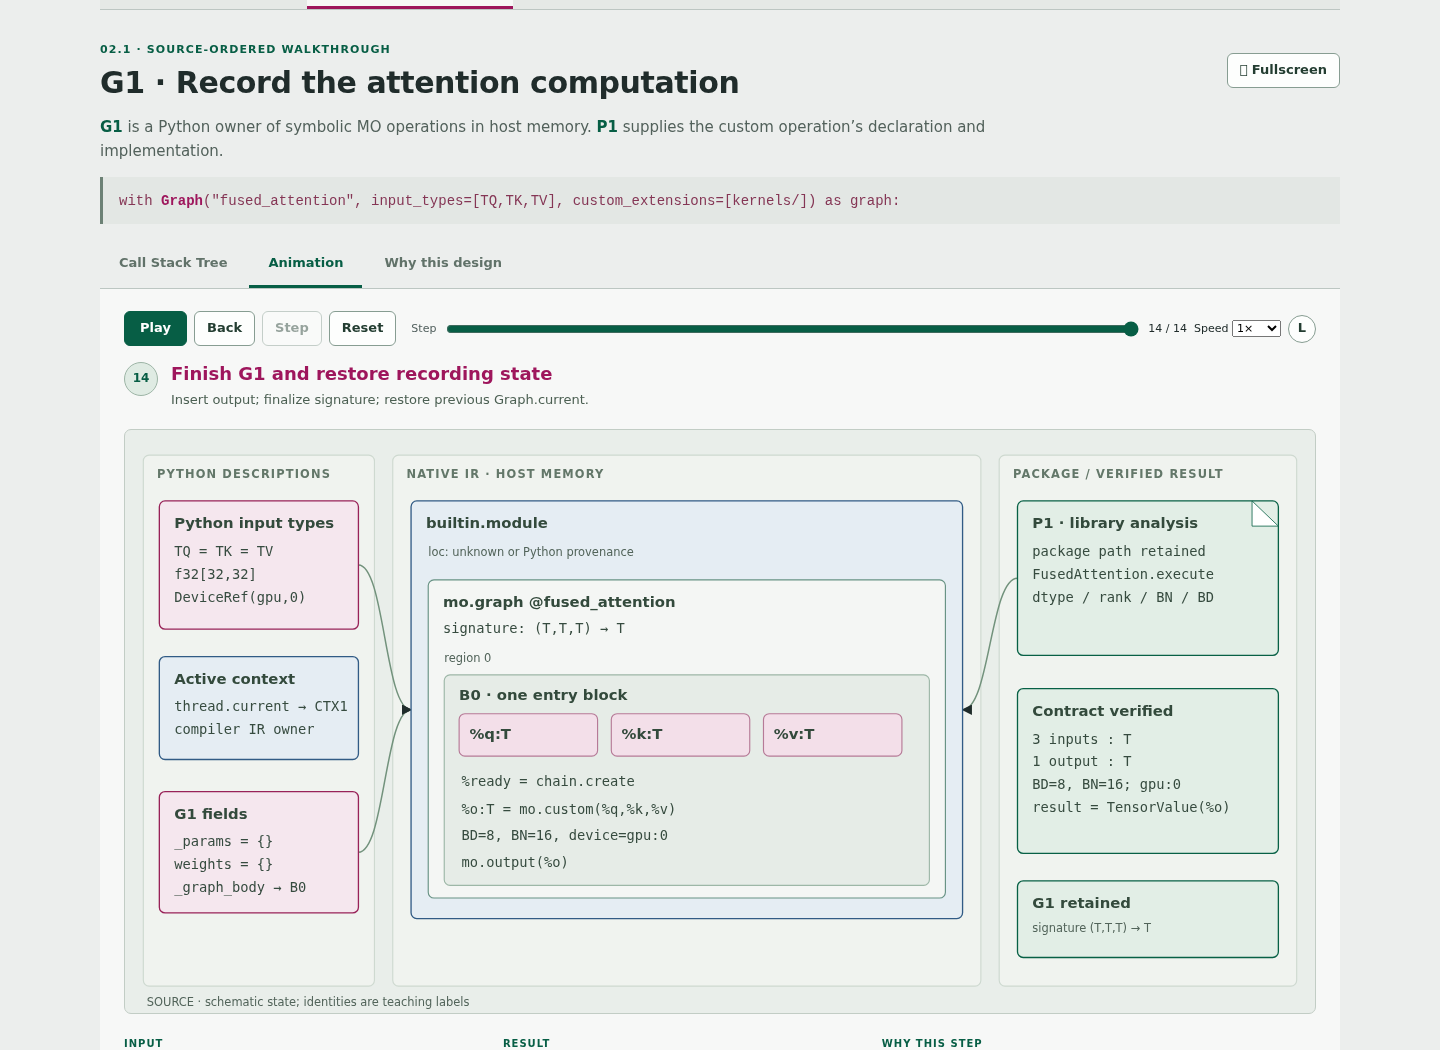 02.1 · SOURCE-ORDERED WALKTHROUGH
G1 · Record the attention computation
Fullscreen
G1 is a Python owner of symbolic MO operations in host memory. P1 supplies the custom operation’s declaration and
implementation.
with Graph("fused_attention", input_types=[TQ,TK,TV], custom_extensions=[kernels/]) as graph:
Call Stack Tree
Animation
Why this design
Play
Back
Step
Reset
Step
14 / 14
Speed
1×
L
14
Finish G1 and restore recording state
Insert output; finalize signature; restore previous Graph.current.
PYTHON DESCRIPTIONS
Python input types
TQ = TK = TV
f32[32,32]
DeviceRef(gpu,0)
Active context
thread.current → CTX1
compiler IR owner
G1 fields
_params = {}
weights = {}
_graph_body → B0
NATIVE IR · HOST MEMORY
builtin.module
loc: unknown or Python provenance
mo.graph @fused_attention
signature: (T,T,T) → T
region 0
B0 · one entry block
%q:T
%k:T
%v:T
%ready = chain.create
%o:T = mo.custom(%q,%k,%v)
BD=8, BN=16, device=gpu:0
mo.output(%o)
PACKAGE / VERIFIED RESULT
P1 · library analysis
package path retained
FusedAttention.execute
dtype / rank / BN / BD
Contract verified
3 inputs : T
1 output : T
BD=8, BN=16; gpu:0
result = TensorValue(%o)
G1 retained
signature (T,T,T) → T
SOURCE · schematic state; identities are teaching labels
INPUT
RESULT
WHY THIS STEP